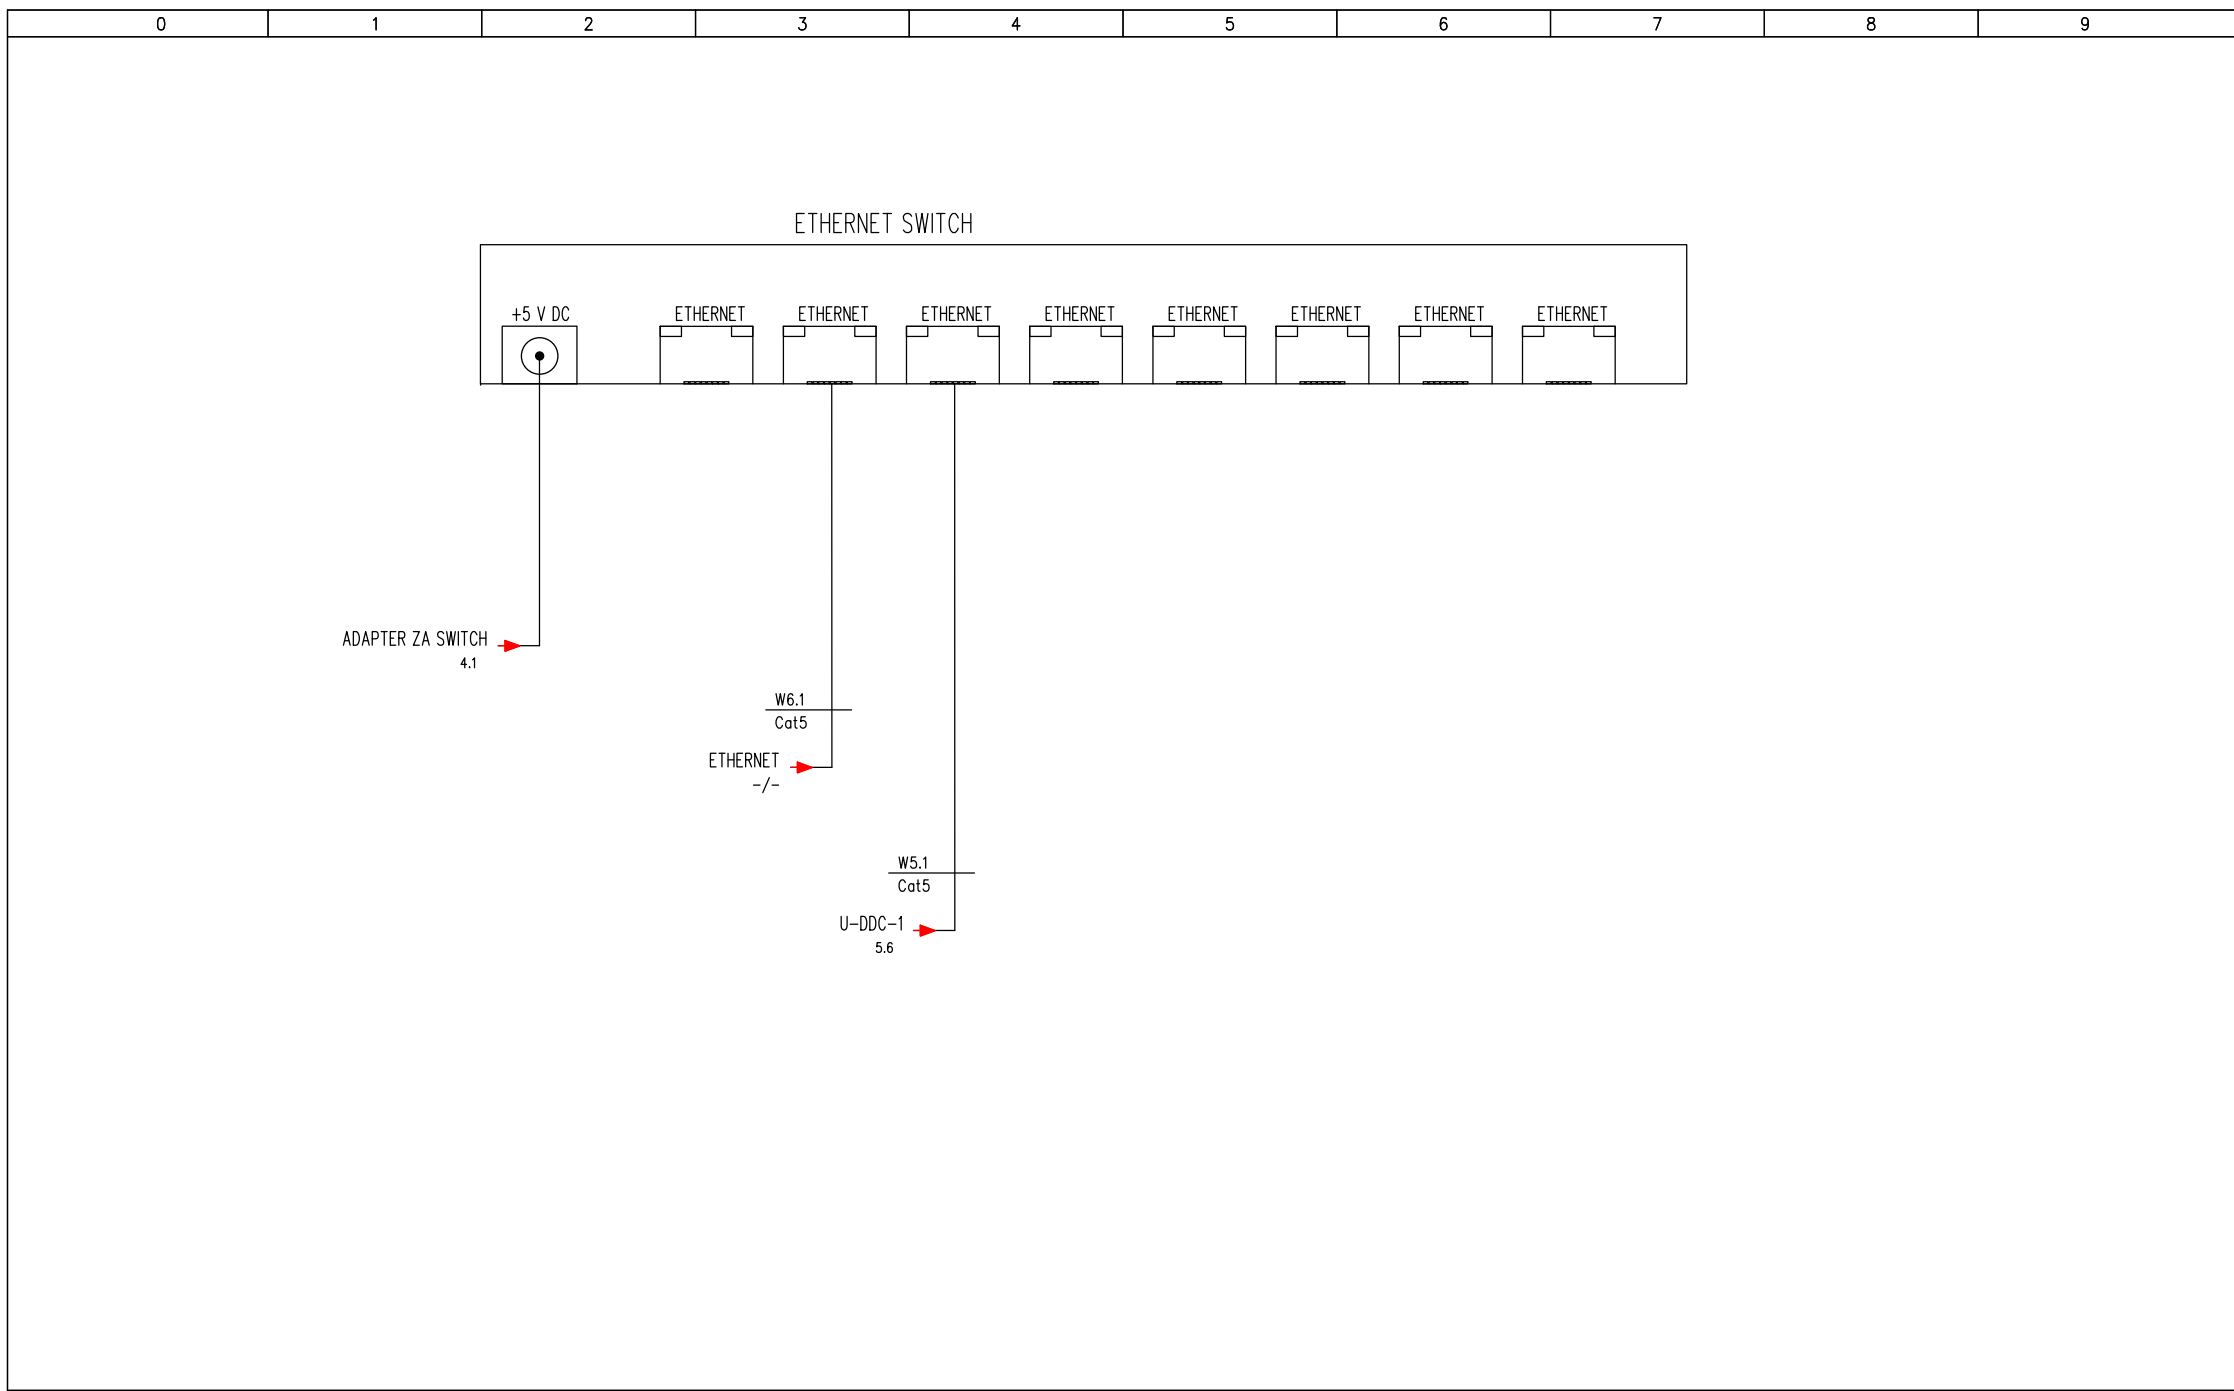 0 1 2 3 4 5 6 7 8 9
ETHERNET SWITCH
+5 V DC ETHERNET ETHERNET ETHERNET ETHERNET ETHERNET ETHERNET ETHERNET ETHERNET
ADAPTER ZA SWITCH
4.1
W6.1
Cat5
ETHERNET
-/-
W5.1
Cat5
U-DDC-1
5.6